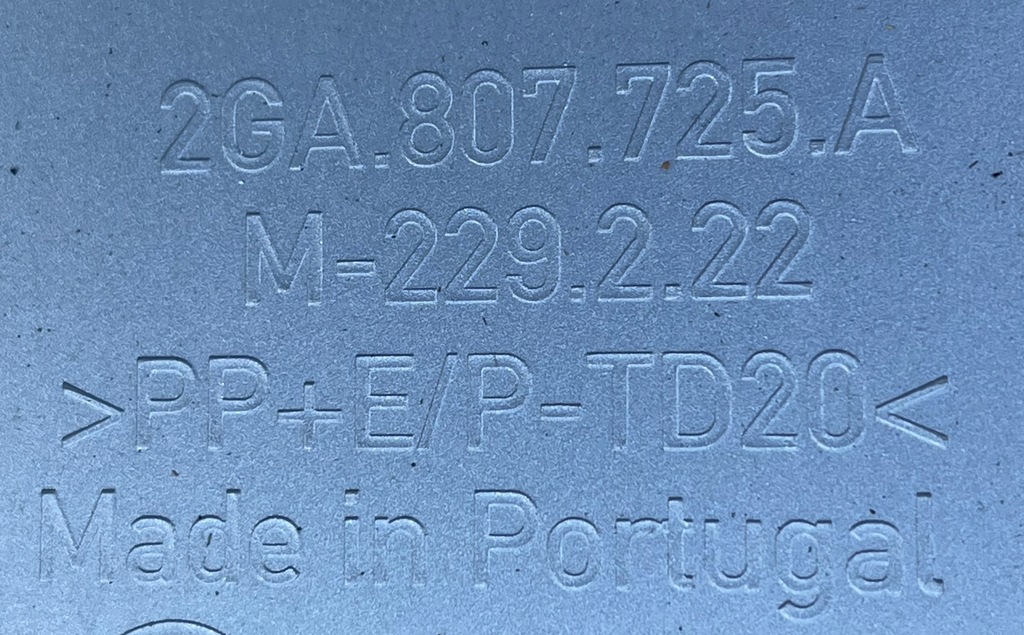 2GA.807.725.A
M-229.2.22
>PP+E/P-TD20<
Made in Portugal